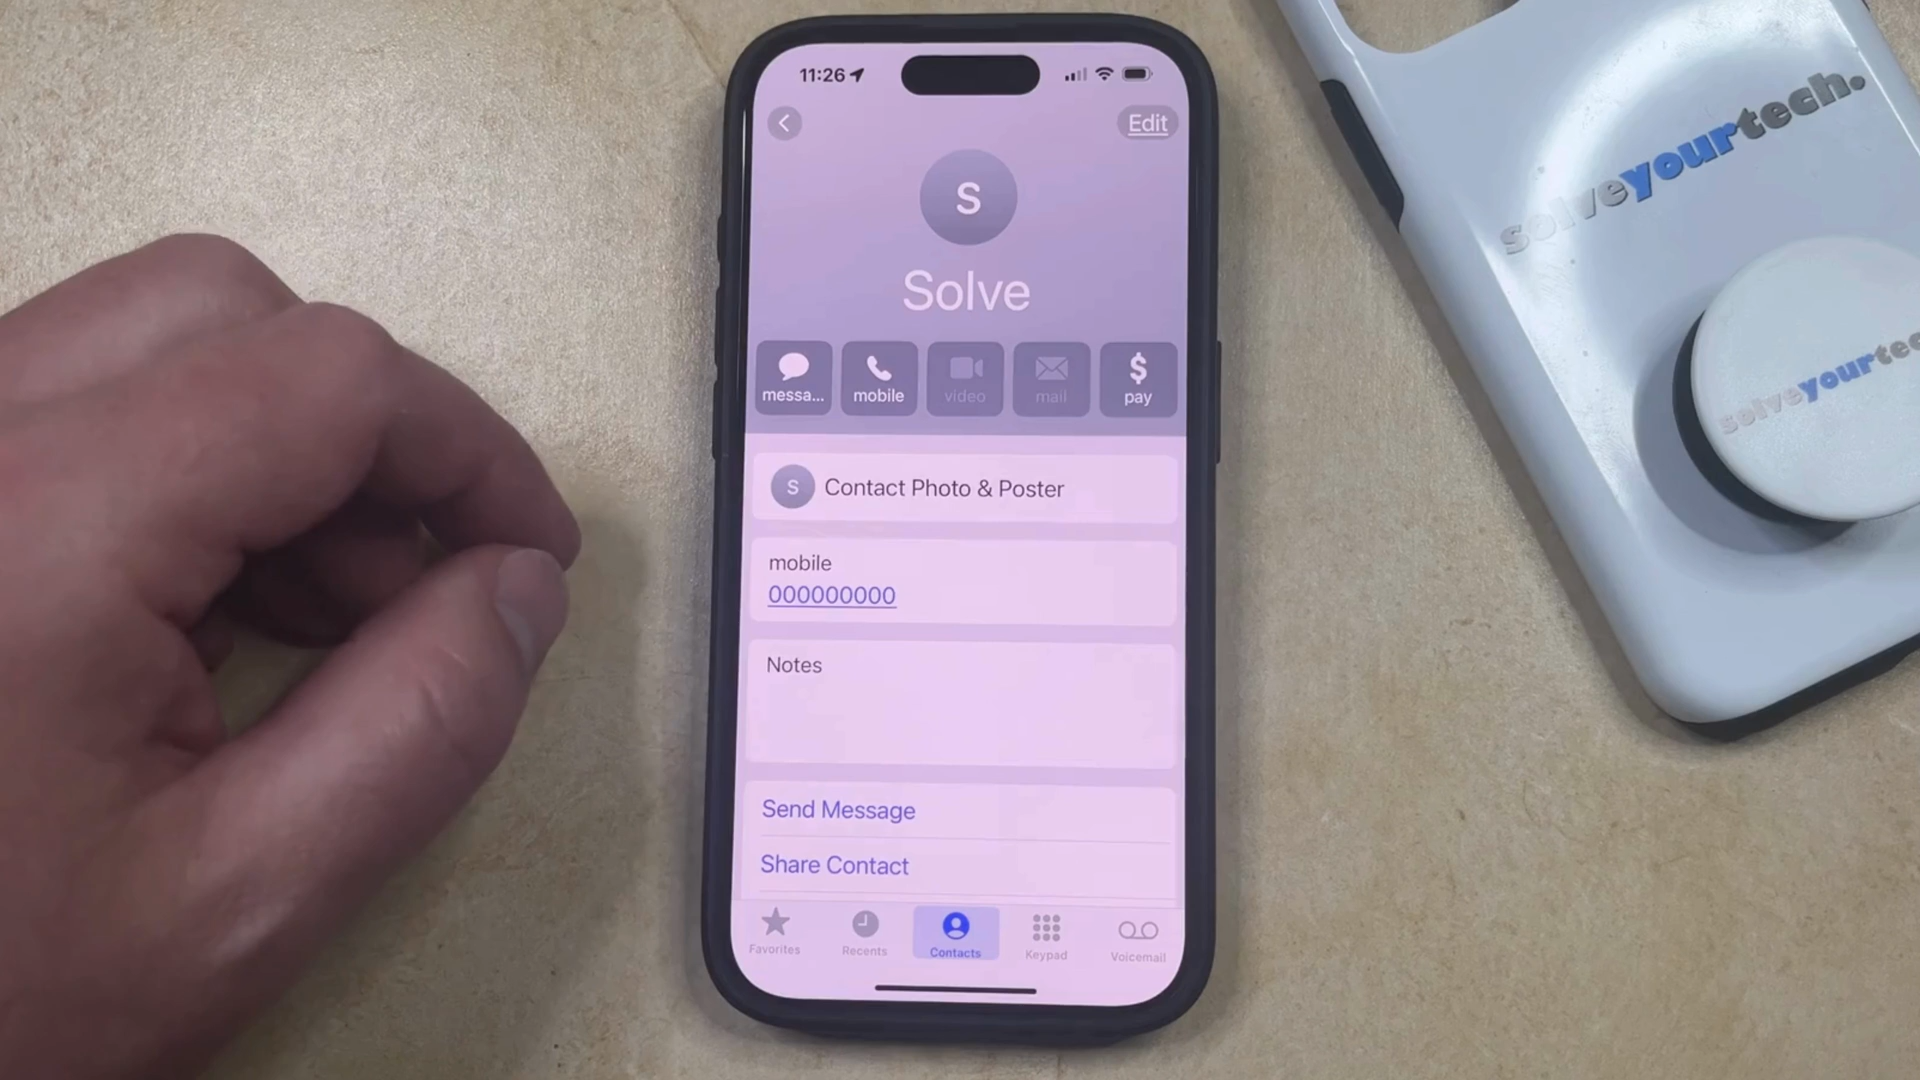 11:26
Edit
S
Solve
messa...
mobile
video
mail
$
pay
S
Contact Photo & Poster
mobile
000000000
Notes
Send Message
Share Contact
Favorites
Recents
Contacts
Keypad
Voicemail
solveyourtech.
solveyourtec